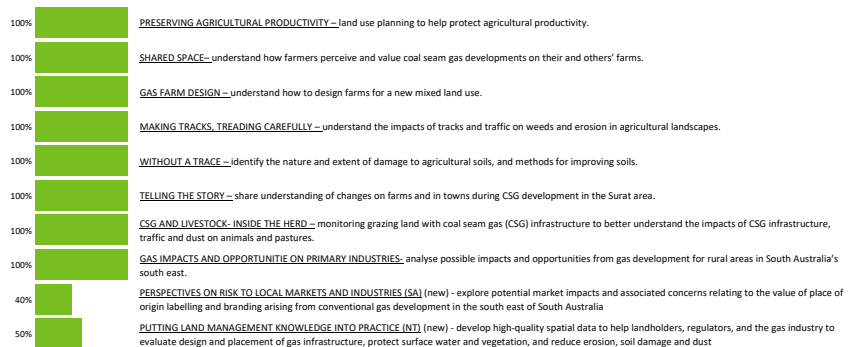 100% PRESERVING AGRICULTURAL PRODUCTIVITY – land use planning to help protect agricultural productivity.
100% SHARED SPACE– understand how farmers perceive and value coal seam gas developments on their and others’ farms.
100% GAS FARM DESIGN – understand how to design farms for a new mixed land use.
100% MAKING TRACKS, TREADING CAREFULLY – understand the impacts of tracks and traffic on weeds and erosion in agricultural landscapes.
100% WITHOUT A TRACE – identify the nature and extent of damage to agricultural soils, and methods for improving soils.
100% TELLING THE STORY – share understanding of changes on farms and in towns during CSG development in the Surat area.
100% CSG AND LIVESTOCK- INSIDE THE HERD – monitoring grazing land with coal seam gas (CSG) infrastructure to better understand the impacts of CSG infrastructure,
traffic and dust on animals and pastures.
100% GAS IMPACTS AND OPPORTUNITIE ON PRIMARY INDUSTRIES- analyse possible impacts and opportunities from gas development for rural areas in South Australia’s
south east.
40% PERSPECTIVES ON RISK TO LOCAL MARKETS AND INDUSTRIES (SA) (new) - explore potential market impacts and associated concerns relating to the value of place of
origin labelling and branding arising from conventional gas development in the south east of South Australia
50% PUTTING LAND MANAGEMENT KNOWLEDGE INTO PRACTICE (NT) (new) - develop high-quality spatial data to help landholders, regulators, and the gas industry to
evaluate design and placement of gas infrastructure, protect surface water and vegetation, and reduce erosion, soil damage and dust